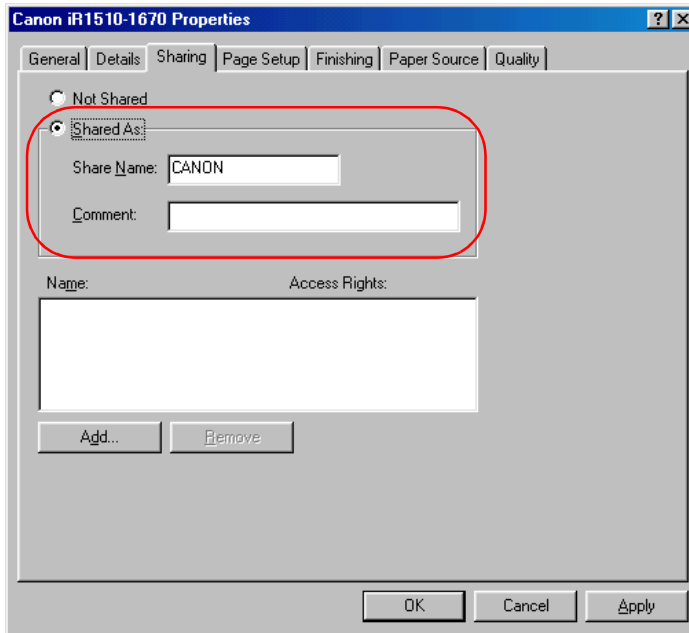 Canon iR1510-1670 Properties
General Details Sharing Page Setup Finishing Paper Source Quality
Not Shared
Shared As:
Share Name: CANON
Comment:
Name: Access Rights:
Add... Remove
OK Cancel Apply